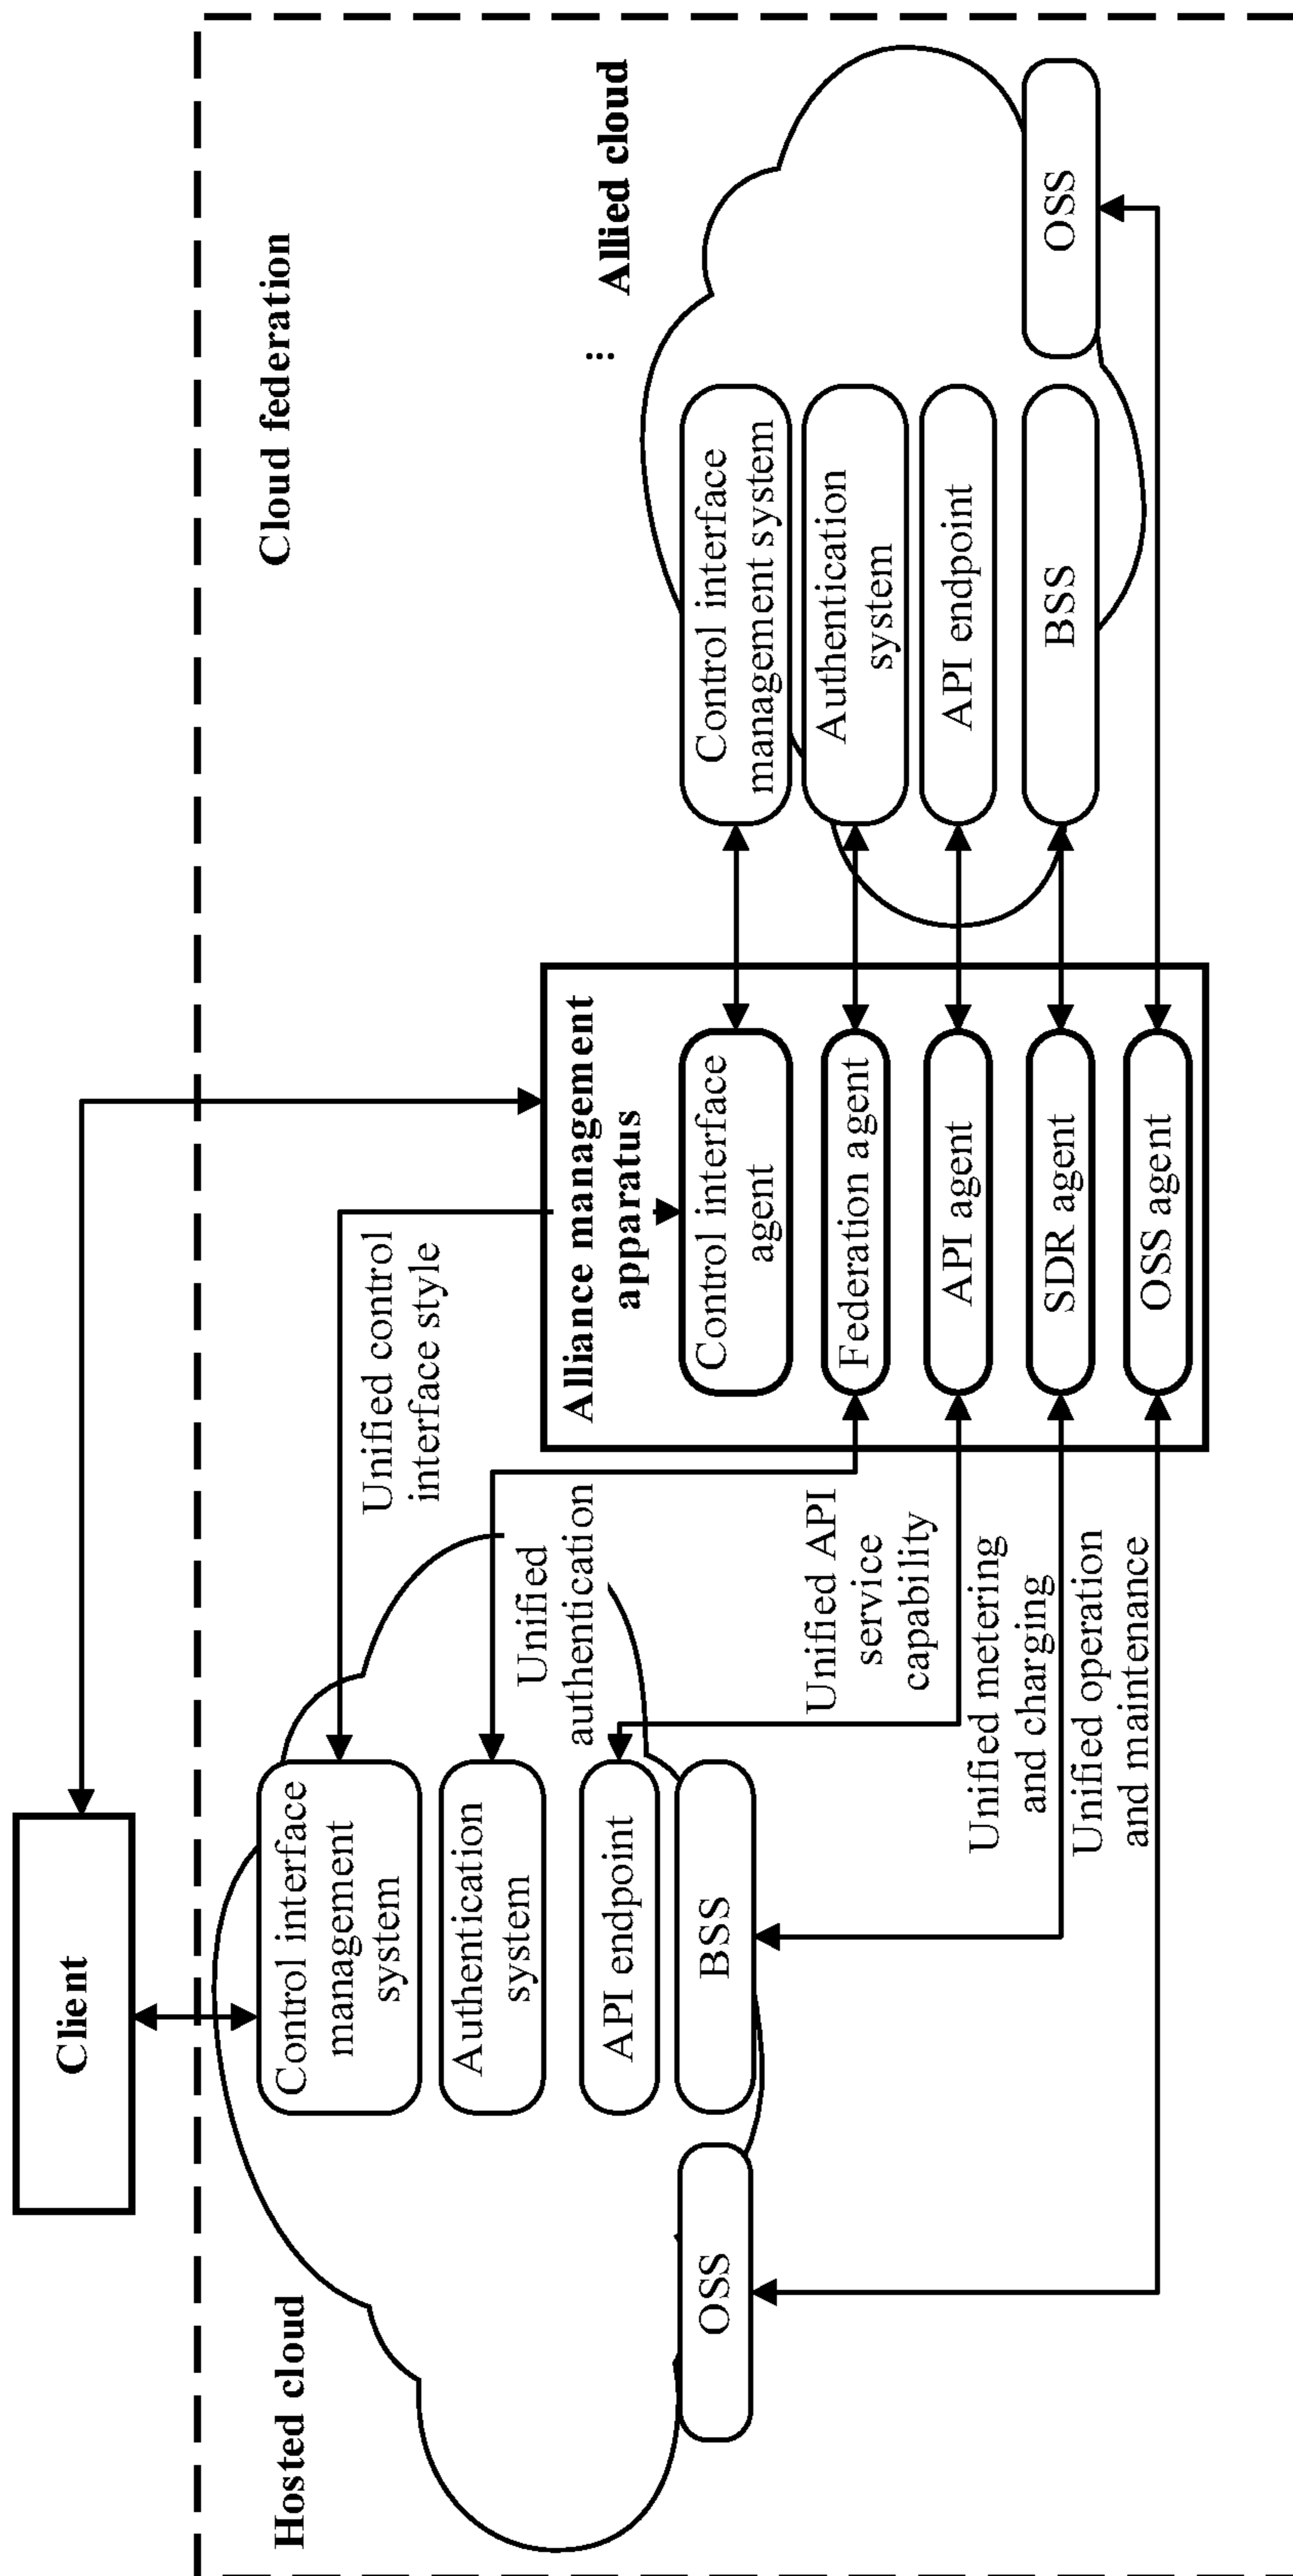 Client
Cloud federation
Hosted cloud
Control interface
management
system
Authentication
system
API endpoint
BSS
OSS
Unified control
interface style
Unified
authentication
Unified API
service
capability
Unified metering
and charging
Unified operation
and maintenance
Alliance management
apparatus
Control interface
agent
Federation agent
API agent
SDR agent
OSS agent
Allied cloud
...
Control interface
management system
Authentication
system
API endpoint
BSS
OSS